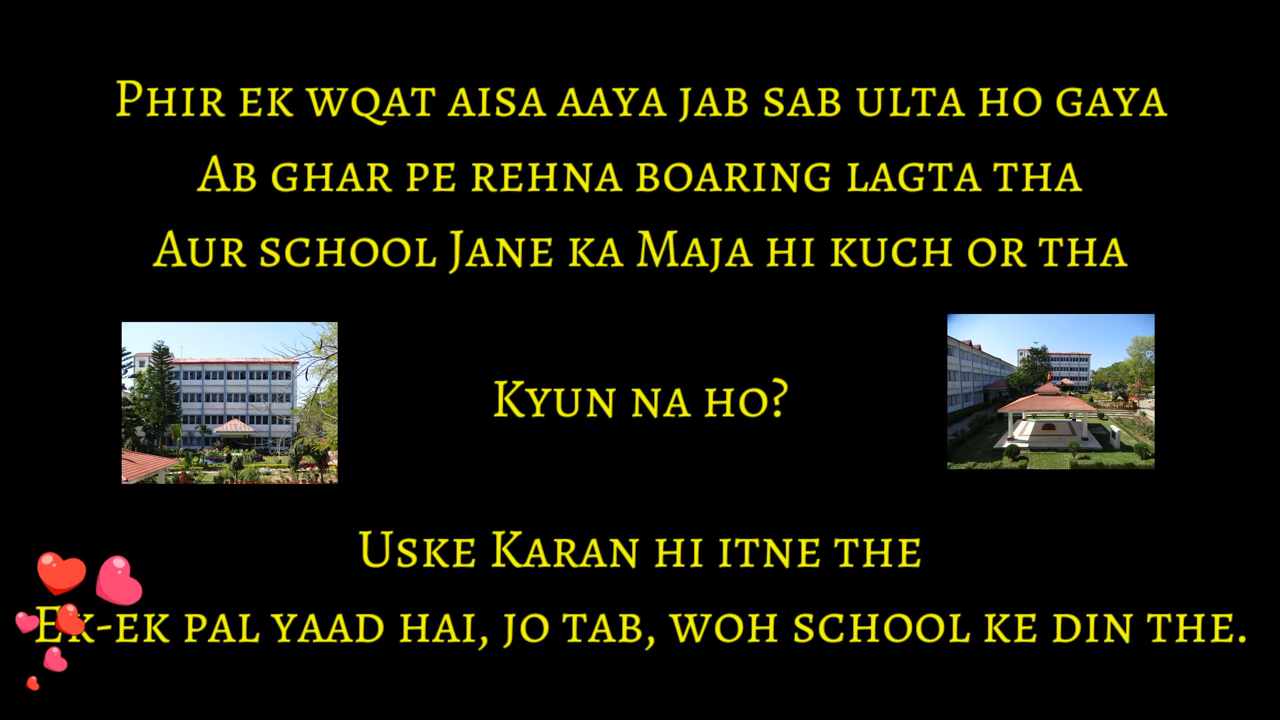 Phir ek wqat aisa aaya jab sab ulta ho gaya
Ab ghar pe rehna boaring lagta tha
Aur school Jane ka Maja hi kuch or tha
Kyun na ho?
Uske Karan hi itne the
Ek-ek pal yaad hai, jo tab, woh school ke din the.